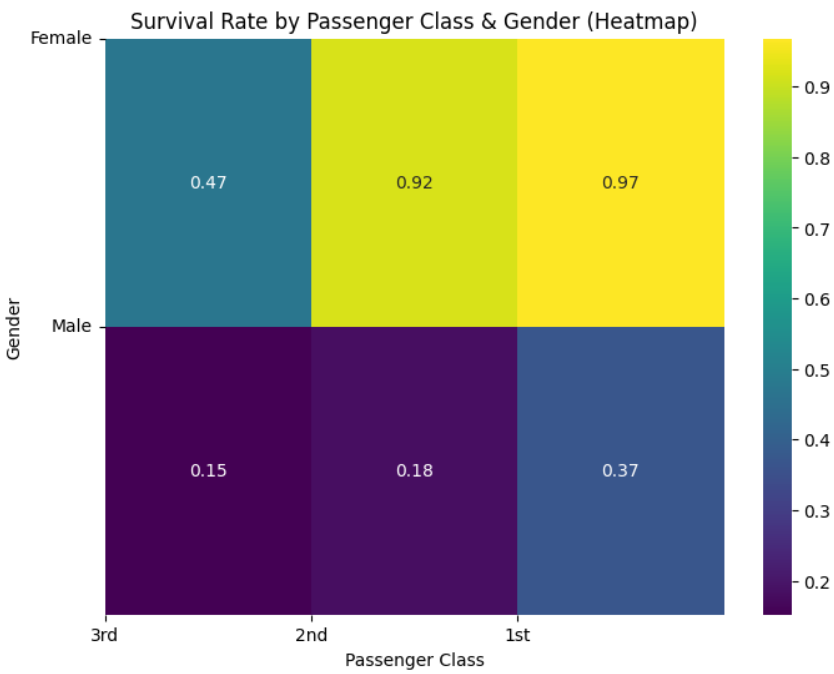 Survival Rate by Passenger Class & Gender (Heatmap)
Female
0.47 0.92 0.97
Male
0.15 0.18 0.37
Gender
3rd 2nd 1st
Passenger Class
0.9
0.8
0.7
0.6
0.5
0.4
0.3
0.2